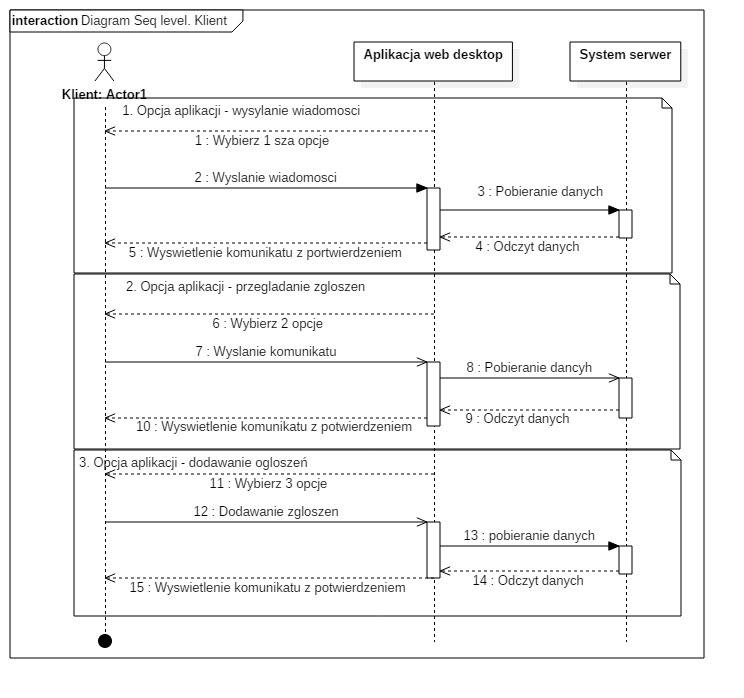 interaction Diagram Seq level. Klient
Klient: Actor1
Aplikacja web desktop
System serwer
1. Opcja aplikacji - wysylanie wiadomosci
1 : Wybierz 1 sza opcje
2 : Wyslanie wiadomosci
3 : Pobieranie danych
4 : Odczyt danych
5 : Wyswietlenie komunikatu z portwierdzeniem
2. Opcja aplikacji - przegladanie zgloszen
6 : Wybierz 2 opcje
7 : Wyslanie komunikatu
8 : Pobieranie dancyh
9 : Odczyt danych
10 : Wyswietlenie komunikatu z potwierdzeniem
3. Opcja aplikacji - dodawanie ogloszeń
11 : Wybierz 3 opcje
12 : Dodawanie zgloszen
13 : pobieranie danych
14 : Odczyt danych
15 : Wyswietlenie komunikatu z potwierdzeniem